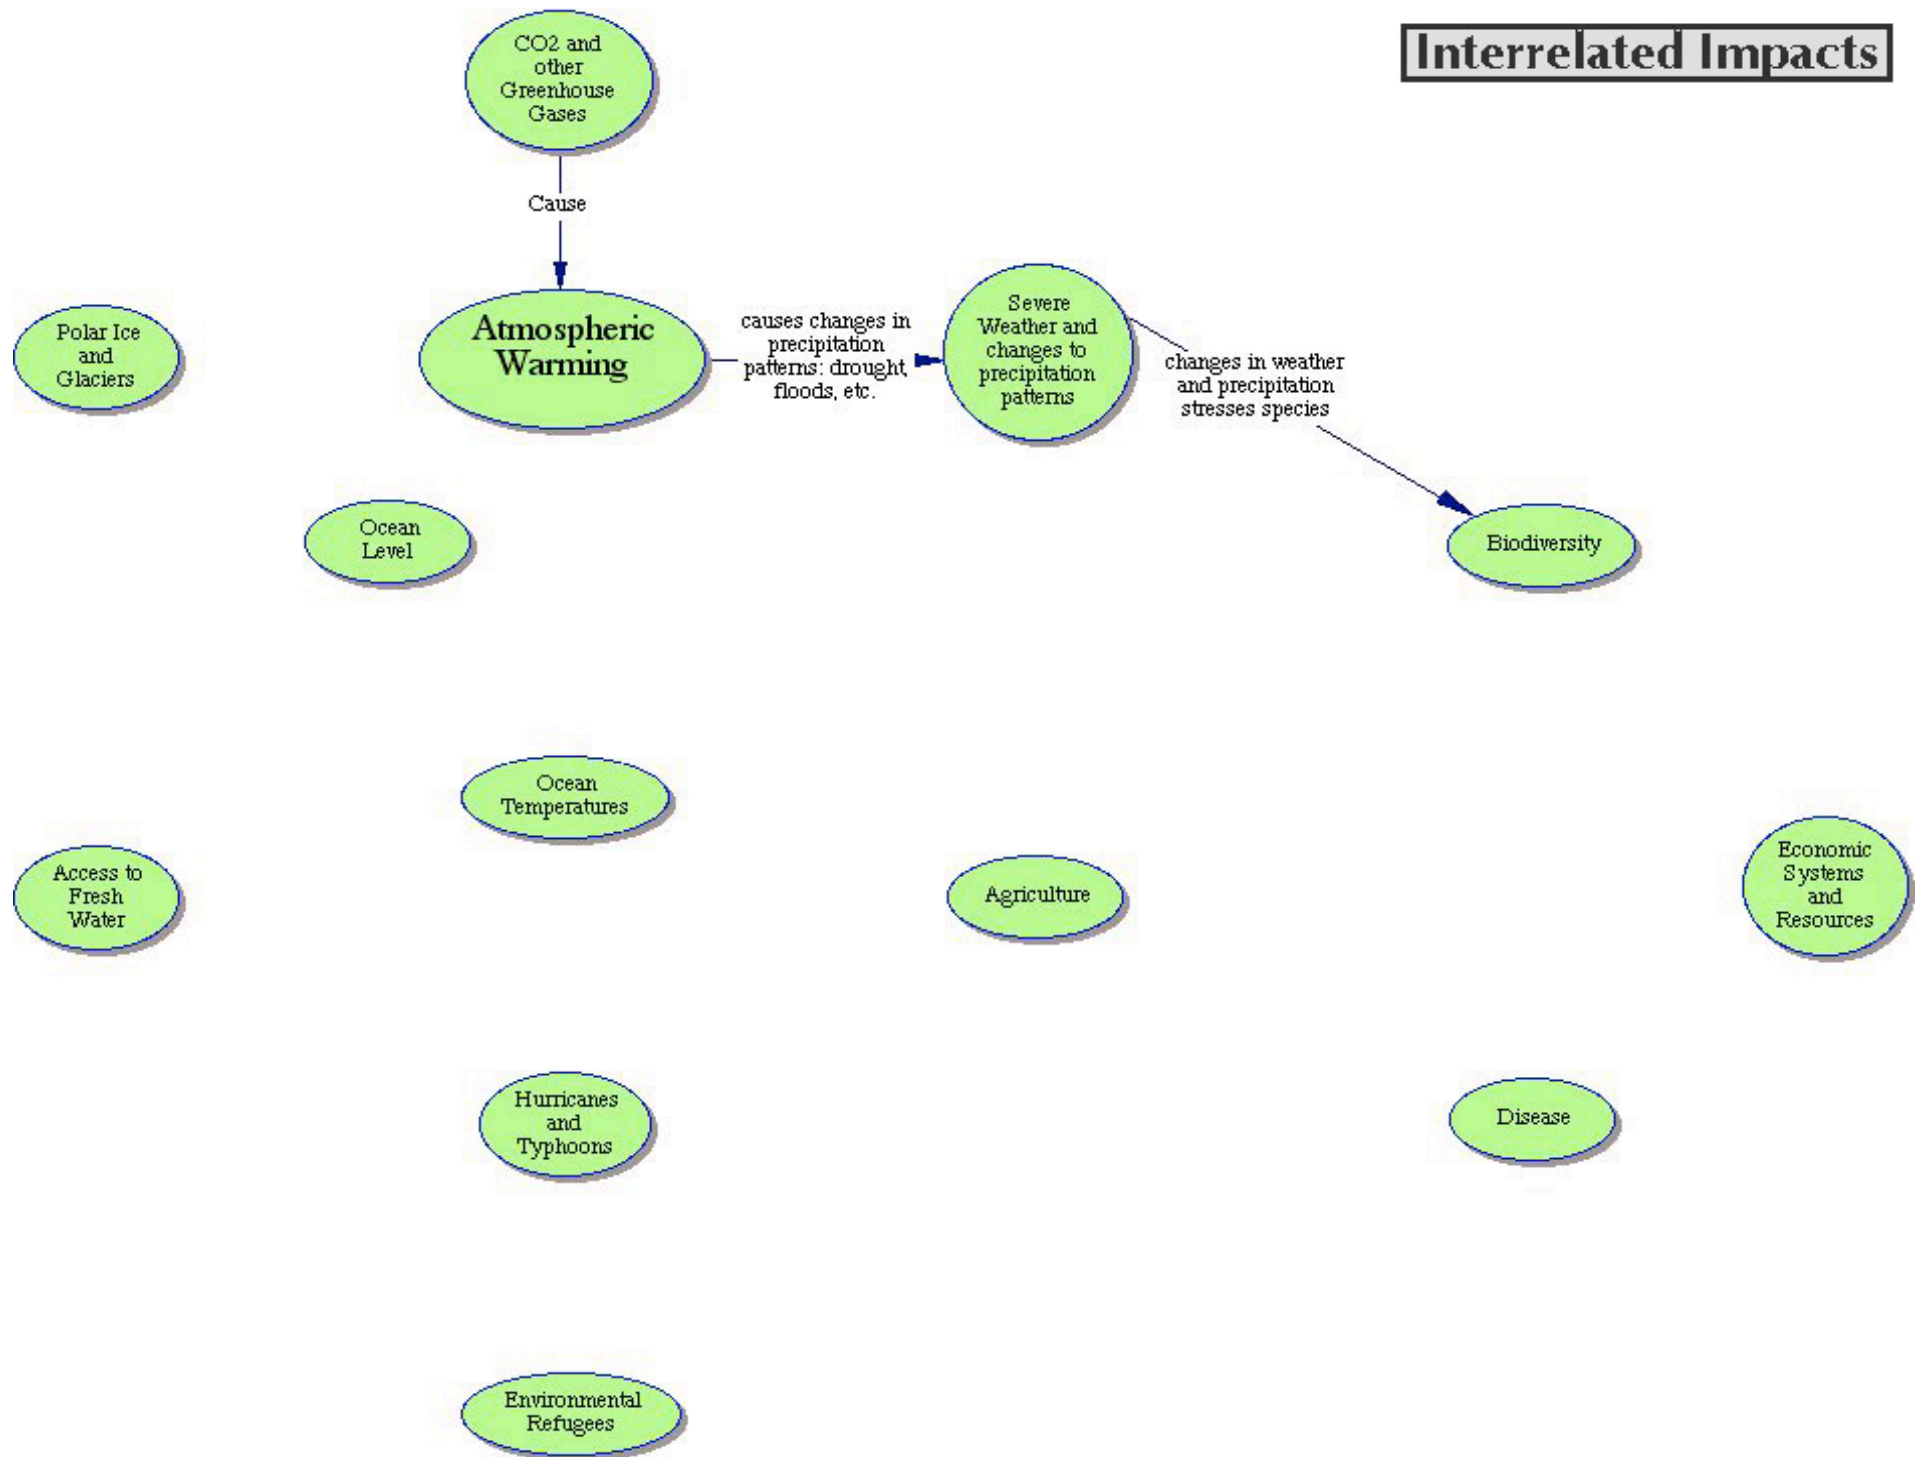 Interrelated Impacts
CO2 and
other
Greenhouse
Gases
Cause
Atmospheric
Warming
causes changes in
precipitation
patterns: drought,
floods, etc.
Severe
Weather and
changes to
precipitation
patterns
changes in weather
and precipitation
stresses species
Polar Ice
and
Glaciers
Ocean
Level
Biodiversity
Ocean
Temperatures
Access to
Fresh
Water
Agriculture
Economic
Systems
and
Resources
Hurricanes
and
Typhoons
Disease
Environmental
Refugees